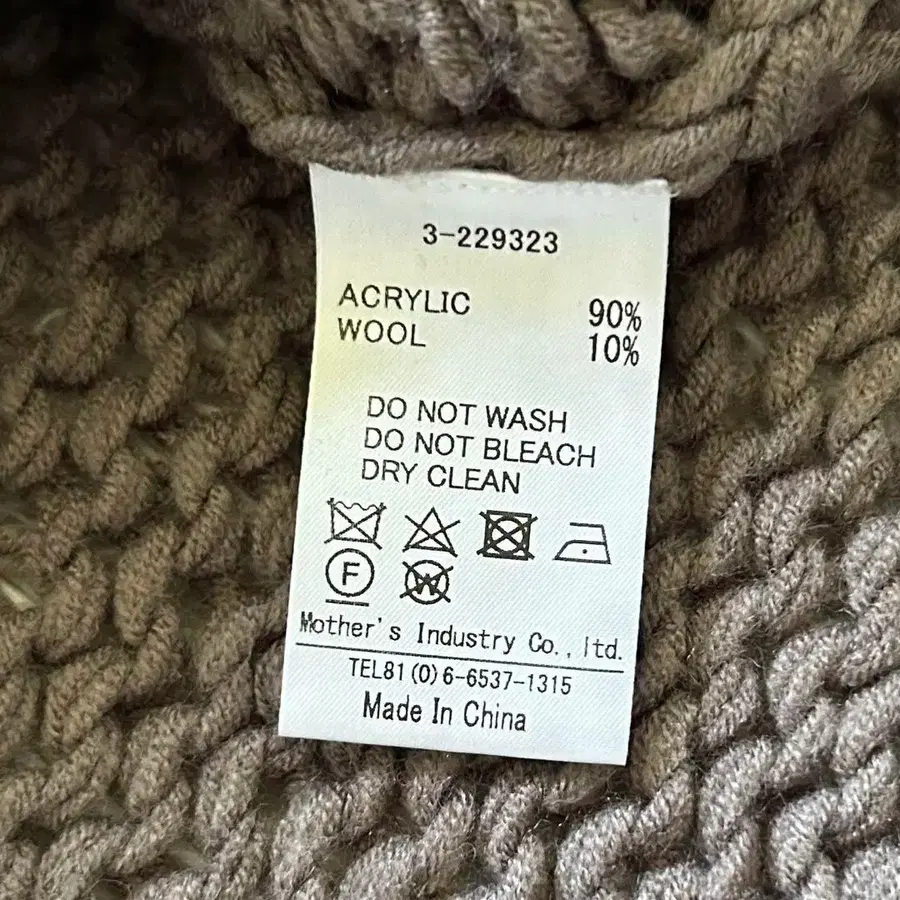 3-229323
ACRYLIC 90%
WOOL 10%
DO NOT WASH
DO NOT BLEACH
DRY CLEAN
F W
Mother's Industry Co., ltd.
TEL81(0)6-6537-1315
Made In China